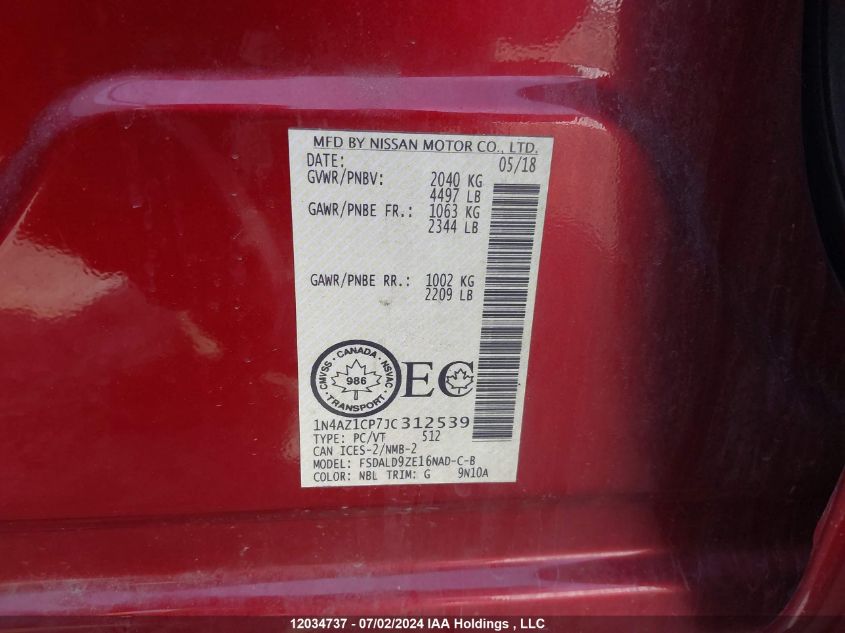 MFD BY NISSAN MOTOR CO., LTD.
DATE: 05/18
GVWR/PNBV: 2040 KG
4497 LB
GAWR/PNBE FR.: 1063 KG
2344 LB
GAWR/PNBE RR.: 1002 KG
2209 LB
CANADA
CMVSS · NSVAC
986
TRANSPORT
EC
1N4AZ1CP7JC312539
TYPE: PC/VT 512
CAN ICES-2/NMB-2
MODEL: FSDALD9ZE16NAD-C-B
COLOR: NBL TRIM: G 9N10A
12034737 - 07/02/2024 IAA Holdings , LLC